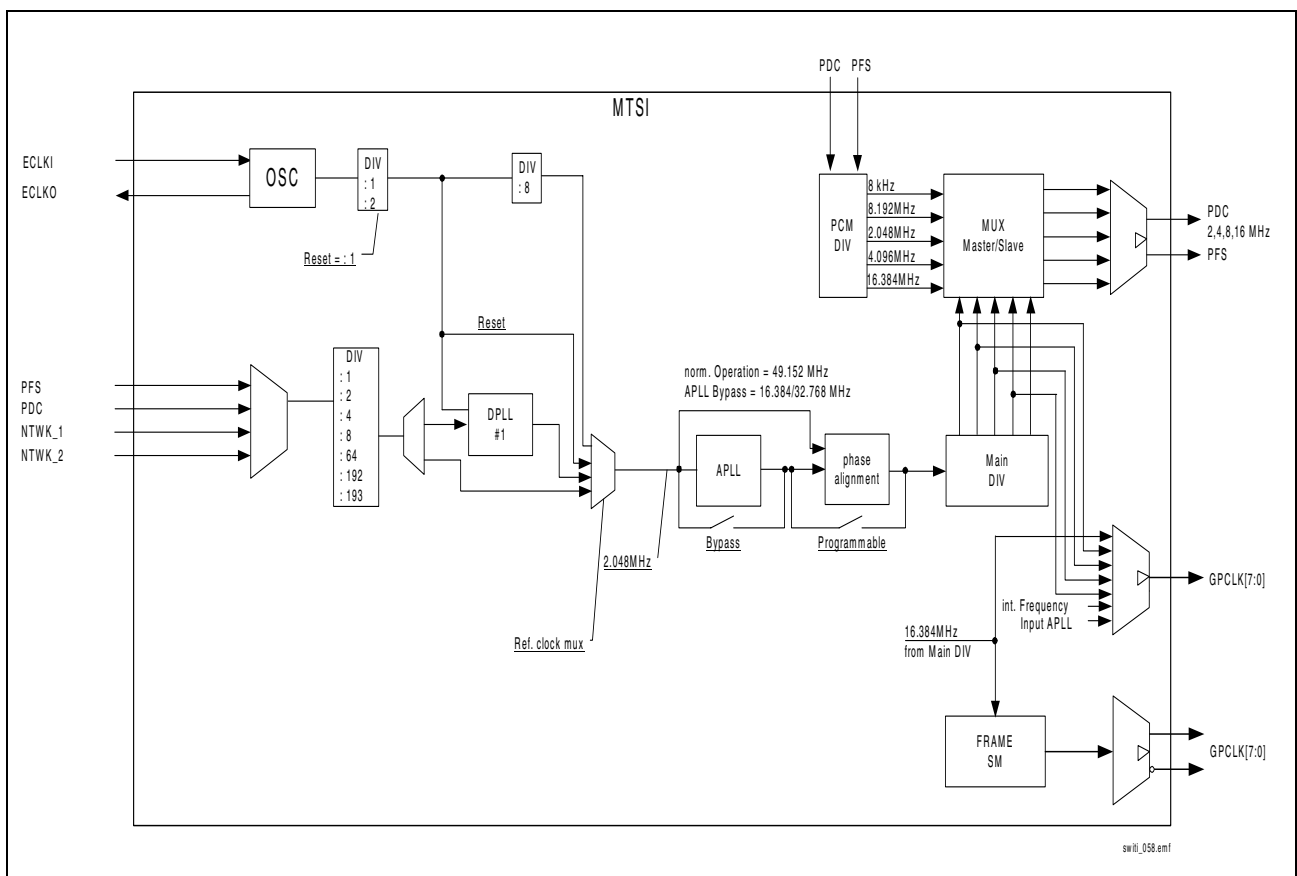 PDC PFS
MTSI
ECLKI
ECLKO
OSC
DIV
: 1
: 2
DIV
: 8
Reset = : 1
PCM
DIV
8 kHz
8.192MHz
2.048MHz
4.096MHz
16.384MHz
MUX
Master/Slave
PDC
2,4,8,16 MHz
PFS
Reset
PFS
PDC
NTWK_1
NTWK_2
DIV
: 1
: 2
: 4
: 8
: 64
: 192
: 193
DPLL
#1
norm. Operation = 49.152 MHz
APLL Bypass = 16.384/32.768 MHz
APLL
phase
alignment
Main
DIV
Bypass
Programmable
2.048MHz
Ref. clock mux
int. Frequency
Input APLL
GPCLK[7:0]
16.384MHz
from Main DIV
FRAME
SM
GPCLK[7:0]
switi_058.emf